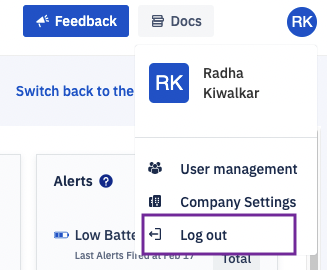 Feedback
Docs
RK
RK
Radha
Kiwalkar
Switch back to the
User management
Alerts ?
Company Settings
Low Batte
Log out
Last Alerts Fired at Feb 17
Total